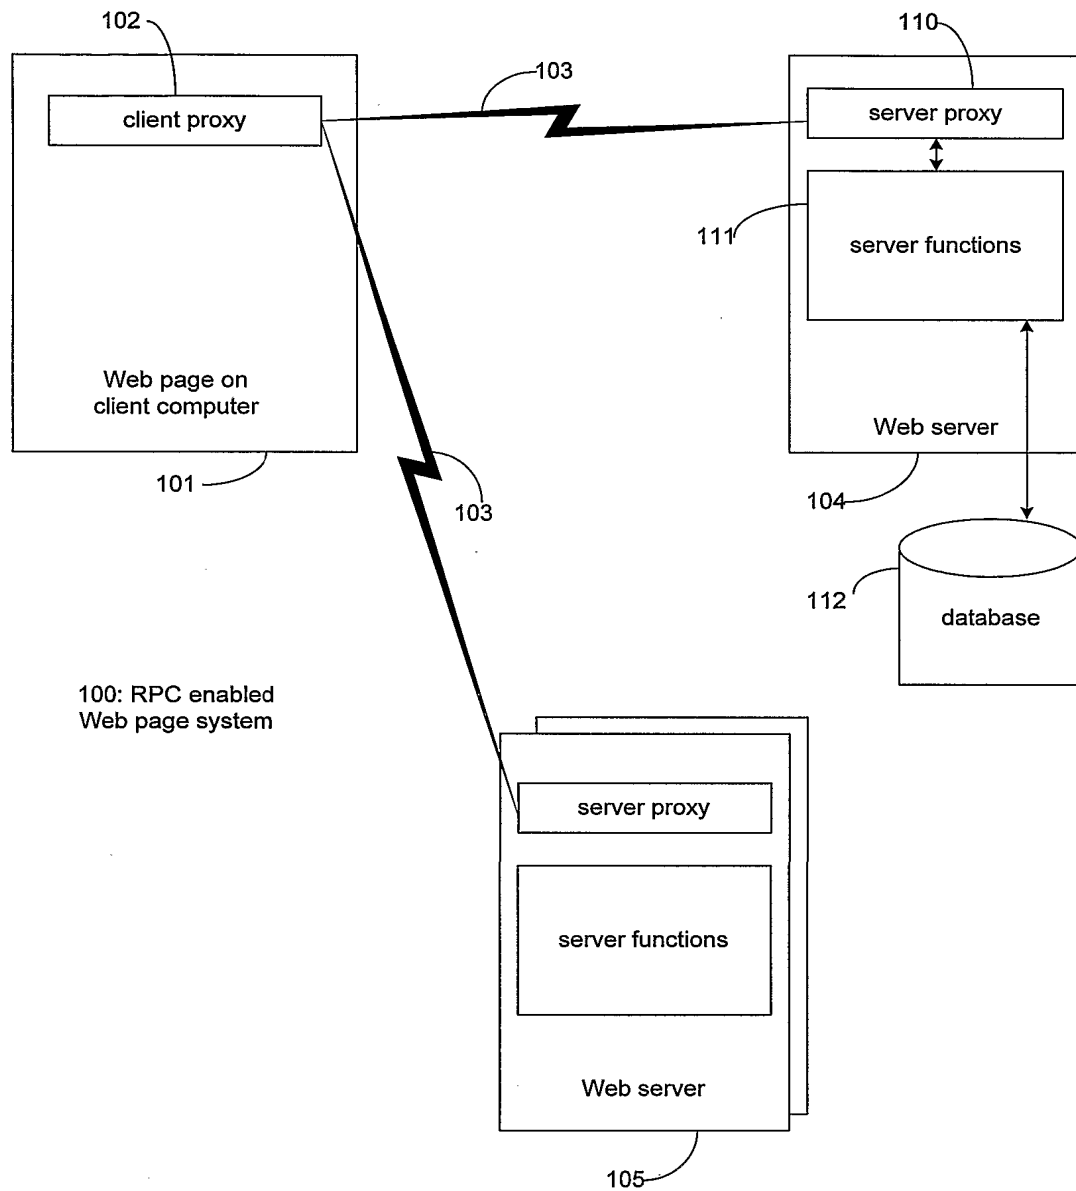 102
110
103
client proxy
server proxy
111
server functions
Web page on
client computer
Web server
101
103
104
112
database
100: RPC enabled
Web page system
server proxy
server functions
Web server
105